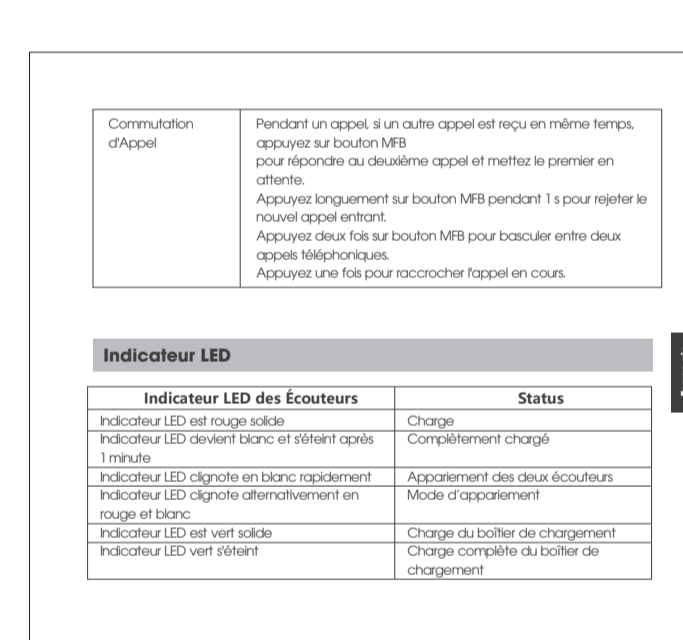 Commutation
d'Appel
Pendant un appel, si un autre appel est reçu en même temps,
appuyez sur bouton MFB
pour répondre au deuxième appel et mettez le premier en
attente.
Appuyez longuement sur bouton MFB pendant 1 s pour rejeter le
nouvel appel entrant.
Appuyez deux fois sur bouton MFB pour basculer entre deux
appels téléphoniques.
Appuyez une fois pour raccrocher l'appel en cours.
Indicateur LED
Indicateur LED des Écouteurs Status
Indicateur LED est rouge solide Charge
Indicateur LED devient blanc et s'éteint après Complètement chargé
1 minute
Indicateur LED clignote en blanc rapidement Appariement des deux écouteurs
Indicateur LED clignote alternativement en Mode d'appariement
rouge et blanc
Indicateur LED est vert solide Charge du boîtier de chargement
Indicateur LED vert s'éteint Charge complète du boîtier de
chargement